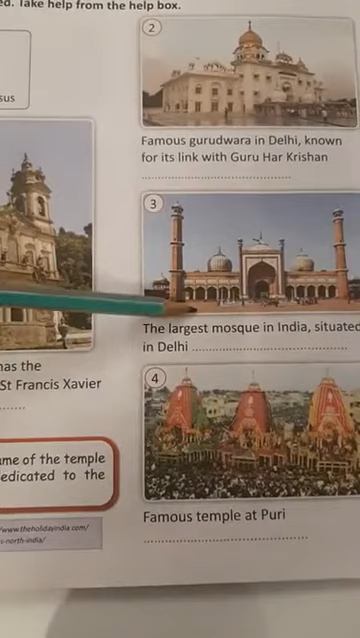 ed. Take help from the help box.
2
sus
Famous gurudwara in Delhi, known
for its link with Guru Har Krishan
3
The largest mosque in India, situated
in Delhi
has the
St Francis Xavier
4
ame of the temple
edicated to the
/www.theholidayindia.com/
s-north-india/
Famous temple at Puri